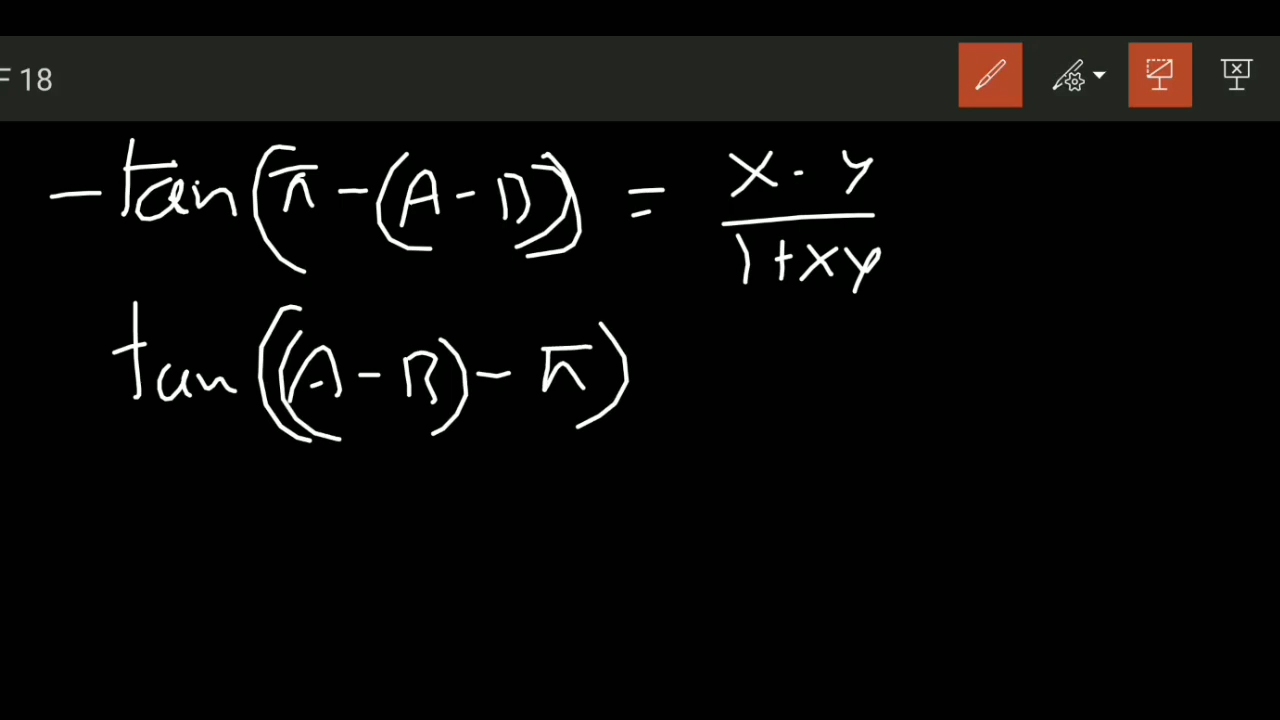 F 18
-tan(π-(A-B)) = x-y/1+xy
tan((A-B)-π)